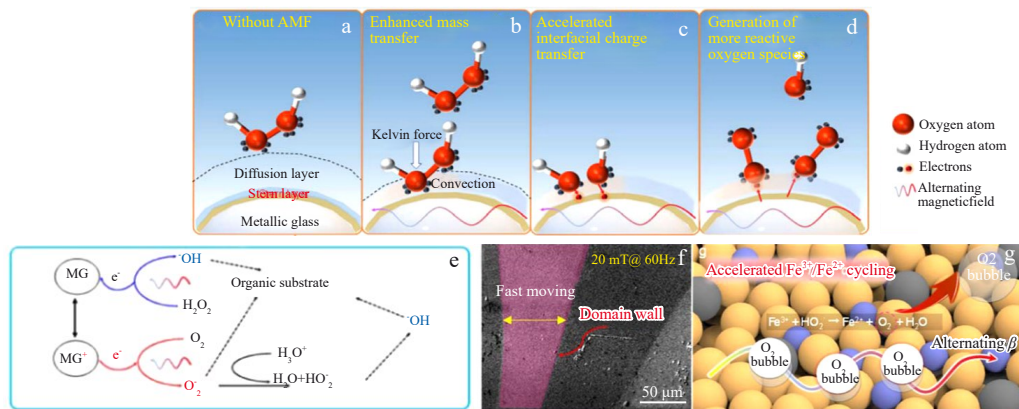 Without AMF
a
Enhanced mass
transfer
b
Accelerated
interfacial charge
transfer
c
Generation of
more reactive
oxygen species
d
Diffusion layer
Stern layer
Metallic glass
Kelvin force
Convection
Oxygen atom
Hydrogen atom
Electrons
Alternating
magneticfield
e
MG
e-
·OH
H2O2
Organic substrate
MG+
e-
O2
O·-2
H3O+
H2O+HO·2
·OH
20 mT@ 60Hz
f
Fast moving
Domain wall
50 μm
g
Accelerated Fe3+/Fe2+ cycling
O2
bubble
g
Fe3+ + HO2 → Fe2+ + O2 + H2O
Alternating β
O2
bubble
O2
bubble
O2
bubble